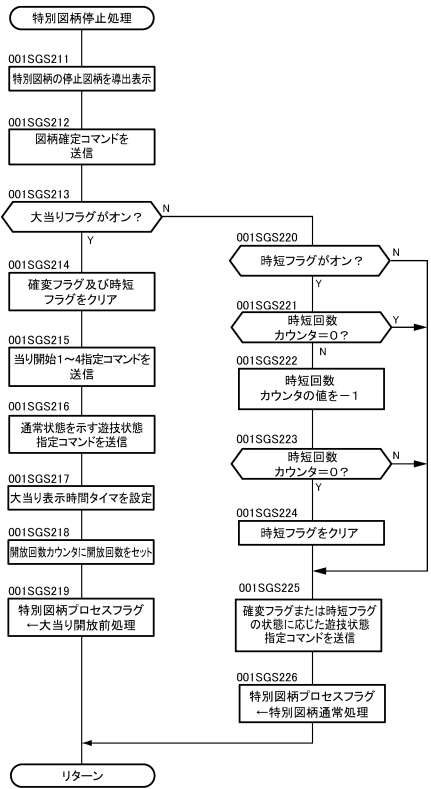 特別図柄停止処理
001SGS211
特別図柄の停止図柄を導出表示
001SGS212
図柄確定コマンドを
送信
001SGS213
大当りフラグがオン？
N
Y
001SGS214
確変フラグ及び時短
フラグをクリア
001SGS215
当り開始１～４指定コマンドを
送信
001SGS216
通常状態を示す遊技状態
指定コマンドを送信
001SGS217
大当り表示時間タイマを設定
001SGS218
開放回数カウンタに開放回数をセット
001SGS219
特別図柄プロセスフラグ
←大当り開放前処理
001SGS220
時短フラグがオン？
N
Y
001SGS221
時短回数
カウンタ＝０？
Y
N
001SGS222
時短回数
カウンタの値を－１
001SGS223
時短回数
カウンタ＝０？
N
Y
001SGS224
時短フラグをクリア
001SGS225
確変フラグまたは時短フラグ
の状態に応じた遊技状態
指定コマンドを送信
001SGS226
特別図柄プロセスフラグ
←特別図柄通常処理
リターン